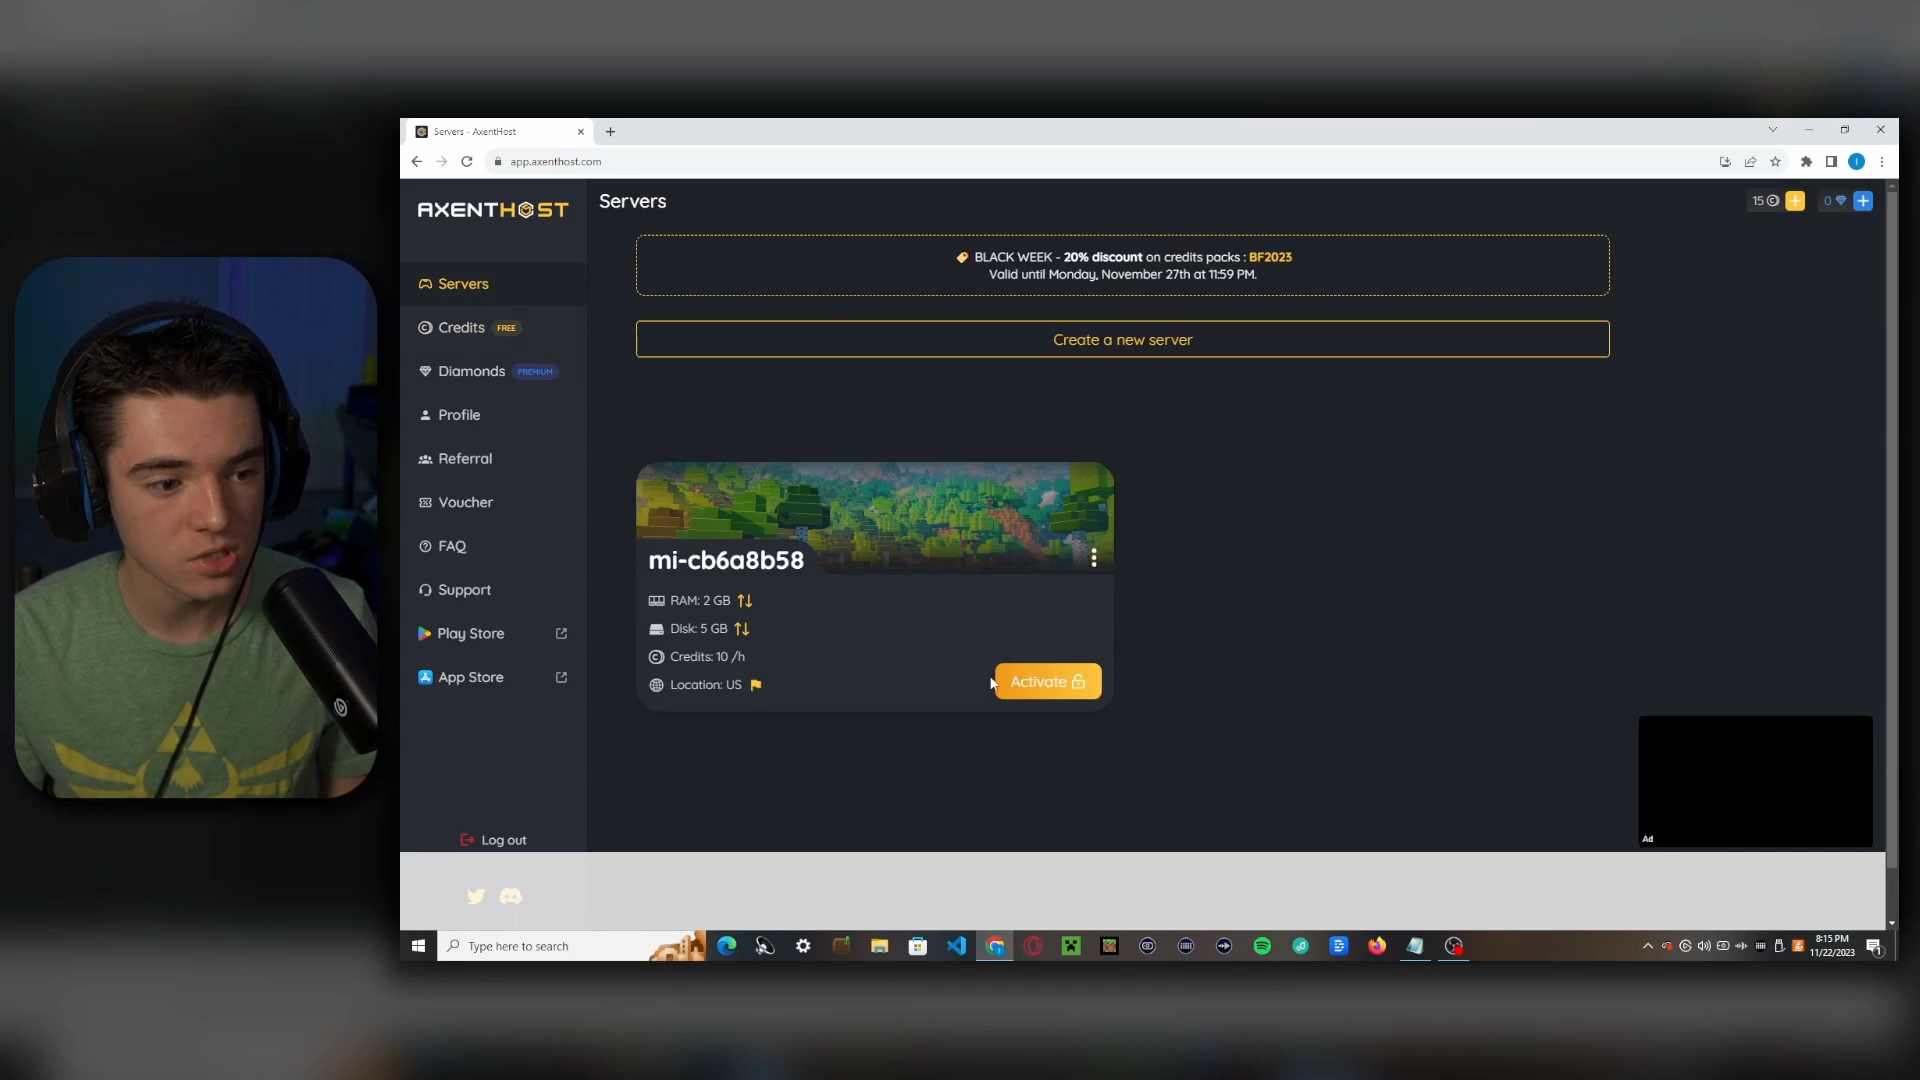 Servers - AxentHost
app.axenthost.com
AXENTHOST
Servers
15
0
BLACK WEEK - 20% discount on credits packs : BF2023
Valid until Monday, November 27th at 11:59 PM.
Create a new server
Servers
Credits FREE
Diamonds PREMIUM
Profile
Referral
Voucher
FAQ
Support
Play Store
App Store
Log out
mi-cb6a8b58
RAM: 2 GB
Disk: 5 GB
Credits: 10 /h
Location: US
Activate
Ad
Type here to search
8:15 PM
11/22/2023